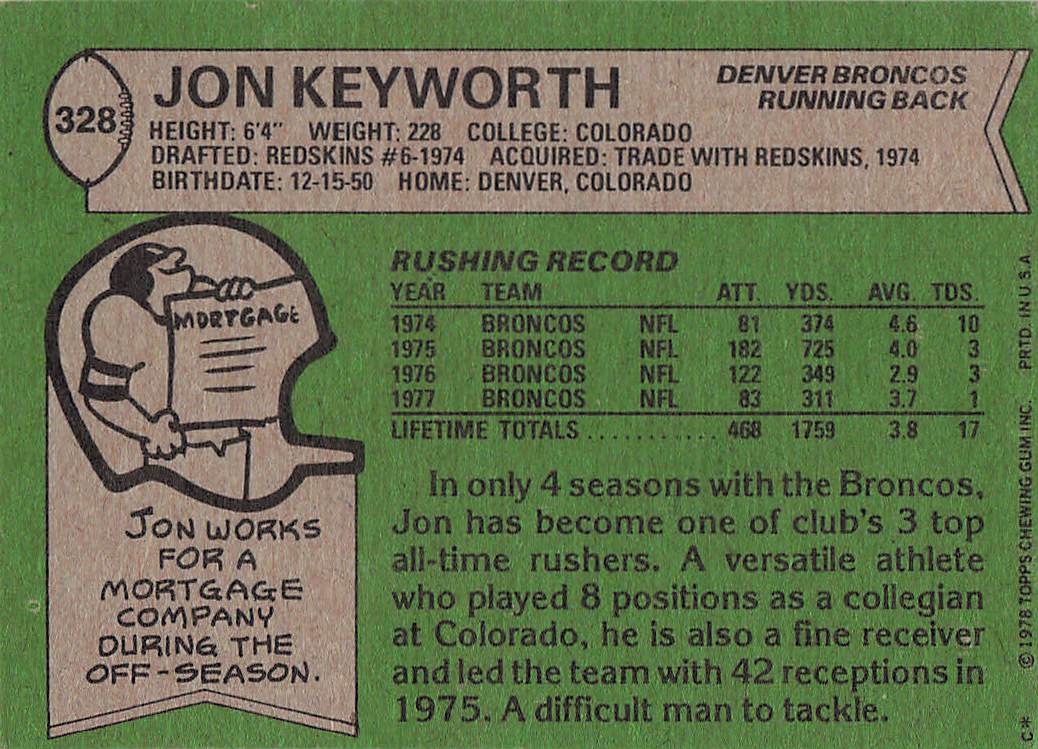 328
JON KEYWORTH
DENVER BRONCOS
RUNNING BACK
HEIGHT: 6'4" WEIGHT: 228 COLLEGE: COLORADO
DRAFTED: REDSKINS #6-1974 ACQUIRED: TRADE WITH REDSKINS, 1974
BIRTHDATE: 12-15-50 HOME: DENVER, COLORADO
MORTGAGE
JON WORKS
FOR A
MORTGAGE
COMPANY
DURING THE
OFF-SEASON.
RUSHING RECORD
YEAR TEAM ATT. YDS. AVG. TDS.
1974 BRONCOS NFL 81 374 4.6 10
1975 BRONCOS NFL 182 725 4.0 3
1976 BRONCOS NFL 122 349 2.9 3
1977 BRONCOS NFL 83 311 3.7 1
LIFETIME TOTALS ........... 468 1759 3.8 17
In only 4 seasons with the Broncos,
Jon has become one of club's 3 top
all-time rushers. A versatile athlete
who played 8 positions as a collegian
at Colorado, he is also a fine receiver
and led the team with 42 receptions in
1975. A difficult man to tackle.
C* © 1978 TOPPS CHEWING GUM INC. PRTD. IN U.S.A.